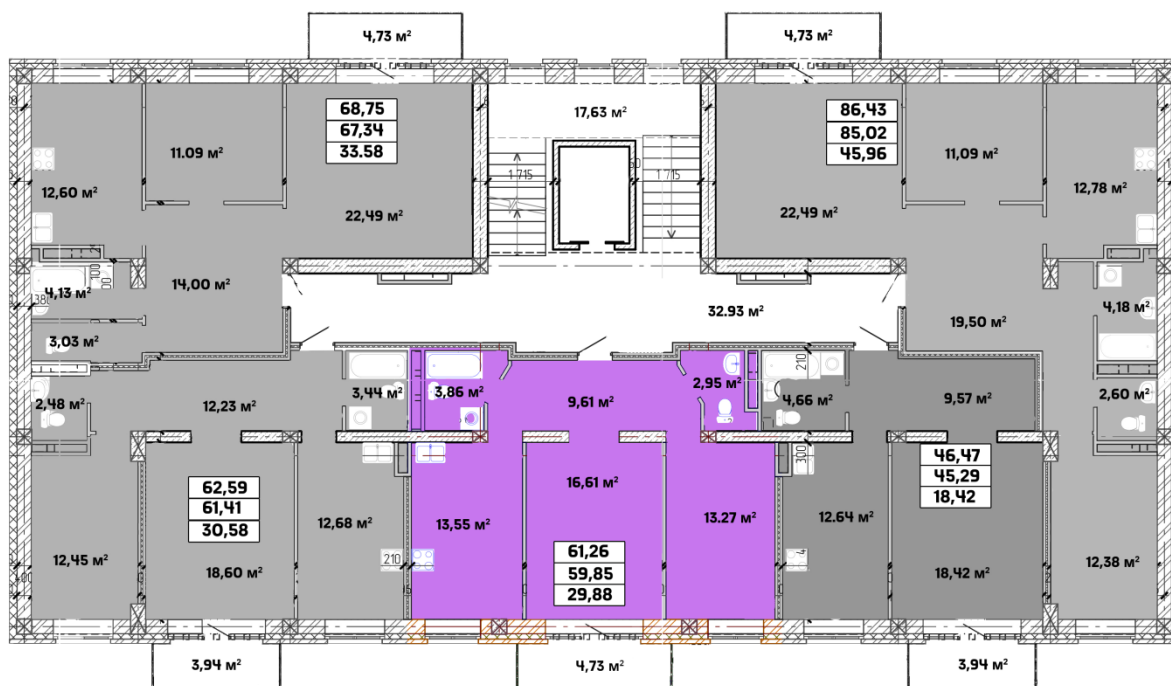 4,73 м²
4,73 м²
17,63 м²
68,75
67,34
33.58
86,43
85,02
45,96
11.09 м²
11,09 м²
12,60 м²
12,78 м²
1 715
1 715
22,49 м²
22,49 м²
14,00 м²
4,13 м²
100
3,03 м²
32.93 м²
19,50 м²
4,18 м²
2,48 м²
12,23 м²
3,44 м²
3,86 м²
9,61 м²
2,95 м²
210
4,66 м²
9,57 м²
2,60 м²
62,59
61,41
30,58
12,68 м²
13,55 м²
16,61 м²
13.27 м²
300
12.64 м²
46,47
45,29
18,42
12,45 м²
18,60 м²
210
61,26
59,85
29,88
18,42 м²
12,38 м²
3,94 м²
4,73 м²
3,94 м²